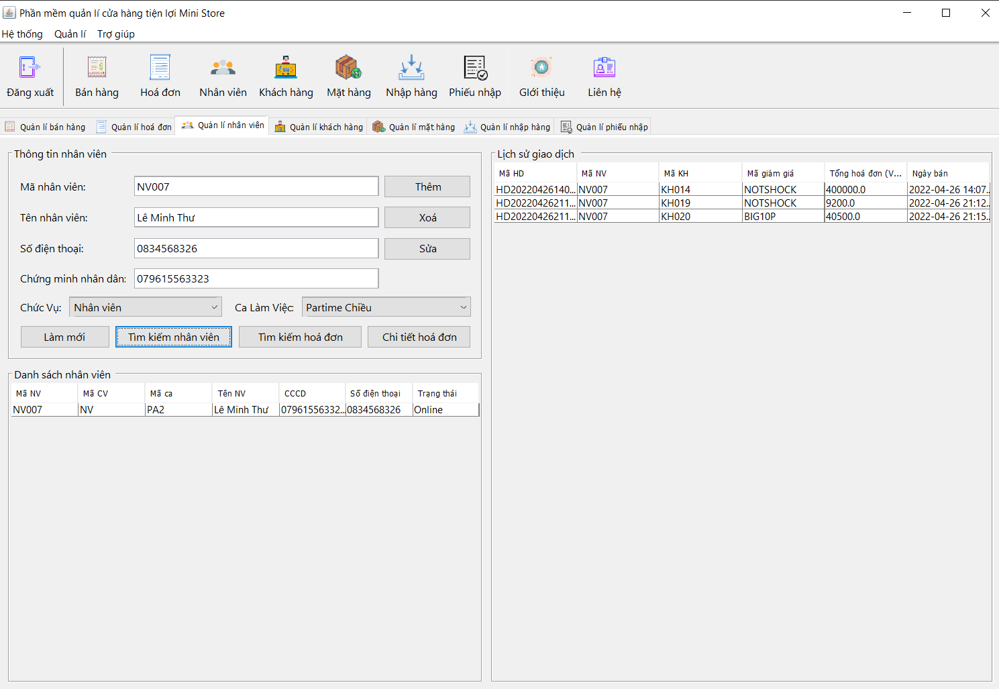 Phần mềm quản lí cửa hàng tiện lợi Mini Store
Hệ thống Quản lí Trợ giúp
Đăng xuất Bán hàng Hoá đơn Nhân viên Khách hàng Mặt hàng Nhập hàng Phiếu nhập GIới thiệu Liên hệ
Quản lí bán hàng Quản lí hoá đơn Quản lí nhân viên Quản lí khách hàng Quản lí mặt hàng Quản lí nhập hàng Quản lí phiếu nhập
Thông tin nhân viên
Mã nhân viên: NV007 Thêm
Tên nhân viên: Lê Minh Thư Xoá
Số điện thoại: 0834568326 Sửa
Chứng minh nhân dân: 079615563323
Chức Vụ: Nhân viên Ca Làm Việc: Partime Chiều
Làm mới Tìm kiếm nhân viên Tìm kiếm hoá đơn Chi tiết hoá đơn
Danh sách nhân viên
Mã NV Mã CV Mã ca Tên NV CCCD Số điện thoại Trạng thái
NV007 NV PA2 Lê Minh Thư 07961556332... 0834568326 Online
Lịch sử giao dịch
Mã HD Mã NV Mã KH Mã giảm giá Tổng hoá đơn (V... Ngày bán
HD20220426140... NV007 KH014 NOTSHOCK 400000.0 2022-04-26 14:07...
HD20220426211... NV007 KH019 NOTSHOCK 9200.0 2022-04-26 21:12...
HD20220426211... NV007 KH020 BIG10P 40500.0 2022-04-26 21:15...